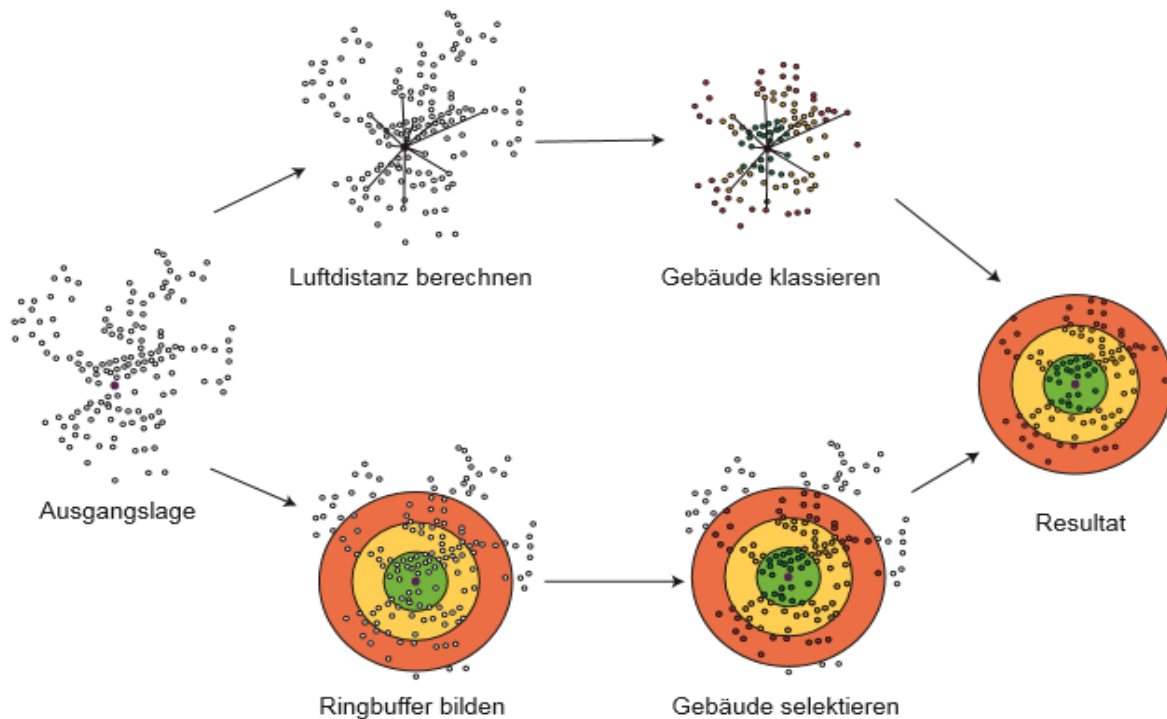 Luftdistanz berechnen
Gebäude klassieren
Ausgangslage
Resultat
Ringbuffer bilden
Gebäude selektieren